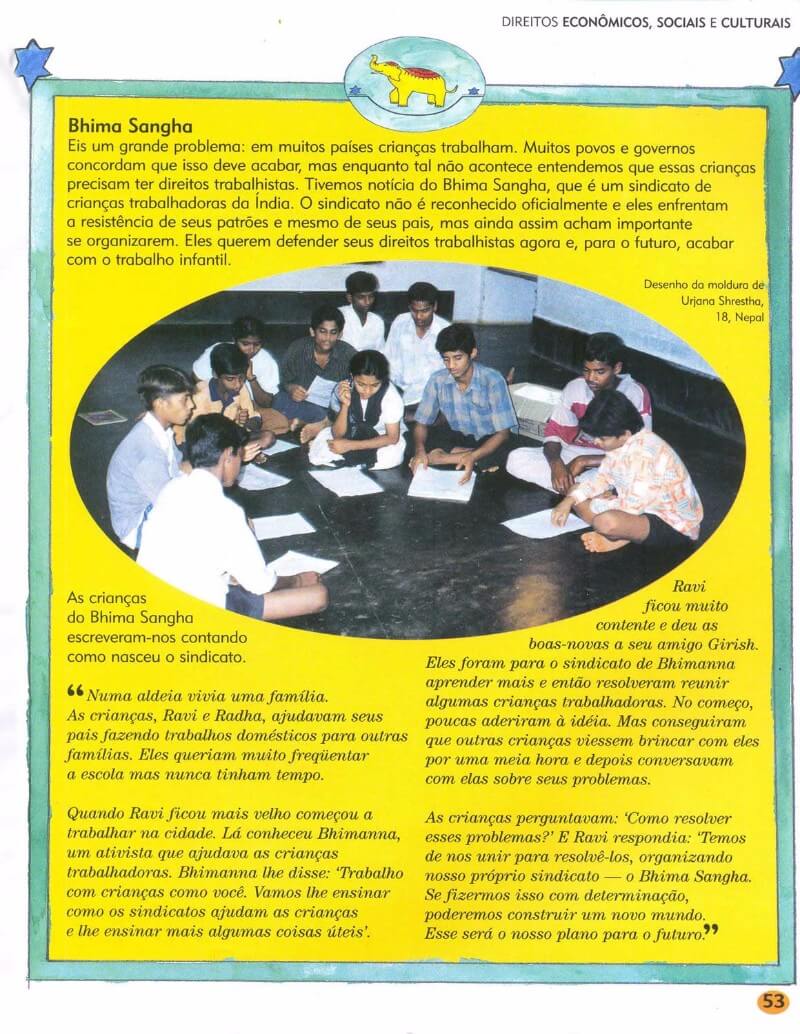 DIREITOS ECONÔMICOS, SOCIAIS E CULTURAIS
Bhima Sangha
Eis um grande problema: em muitos países crianças trabalham. Muitos povos e governos
concordam que isso deve acabar, mas enquanto tal não acontece entendemos que essas crianças
precisam ter direitos trabalhistas. Tivemos notícia do Bhima Sangha, que é um sindicato de
crianças trabalhadoras da Índia. O sindicato não é reconhecido oficialmente e eles enfrentam
a resistência de seus patrões e mesmo de seus pais, mas ainda assim acham importante
se organizarem. Eles querem defender seus direitos trabalhistas agora e, para o futuro, acabar
com o trabalho infantil.
Desenho da moldura de
Urjana Shrestha,
18, Nepal
As crianças
do Bhima Sangha
escreveram-nos contando
como nasceu o sindicato.
“Numa aldeia vivia uma família.
As crianças, Ravi e Radha, ajudavam seus
pais fazendo trabalhos domésticos para outras
famílias. Eles queriam muito freqüentar
a escola mas nunca tinham tempo.
Quando Ravi ficou mais velho começou a
trabalhar na cidade. Lá conheceu Bhimanna,
um ativista que ajudava as crianças
trabalhadoras. Bhimanna lhe disse: ‘Trabalho
com crianças como você. Vamos lhe ensinar
como os sindicatos ajudam as crianças
e lhe ensinar mais algumas coisas úteis’.
Ravi
ficou muito
contente e deu as
boas-novas a seu amigo Girish.
Eles foram para o sindicato de Bhimanna
aprender mais e então resolveram reunir
algumas crianças trabalhadoras. No começo,
poucas aderiram à idéia. Mas conseguiram
que outras crianças viessem brincar com eles
por uma meia hora e depois conversavam
com elas sobre seus problemas.
As crianças perguntavam: ‘Como resolver
esses problemas?’ E Ravi respondia: ‘Temos
de nos unir para resolvê-los, organizando
nosso próprio sindicato — o Bhima Sangha.
Se fizermos isso com determinação,
poderemos construir um novo mundo.
Esse será o nosso plano para o futuro’.”
53